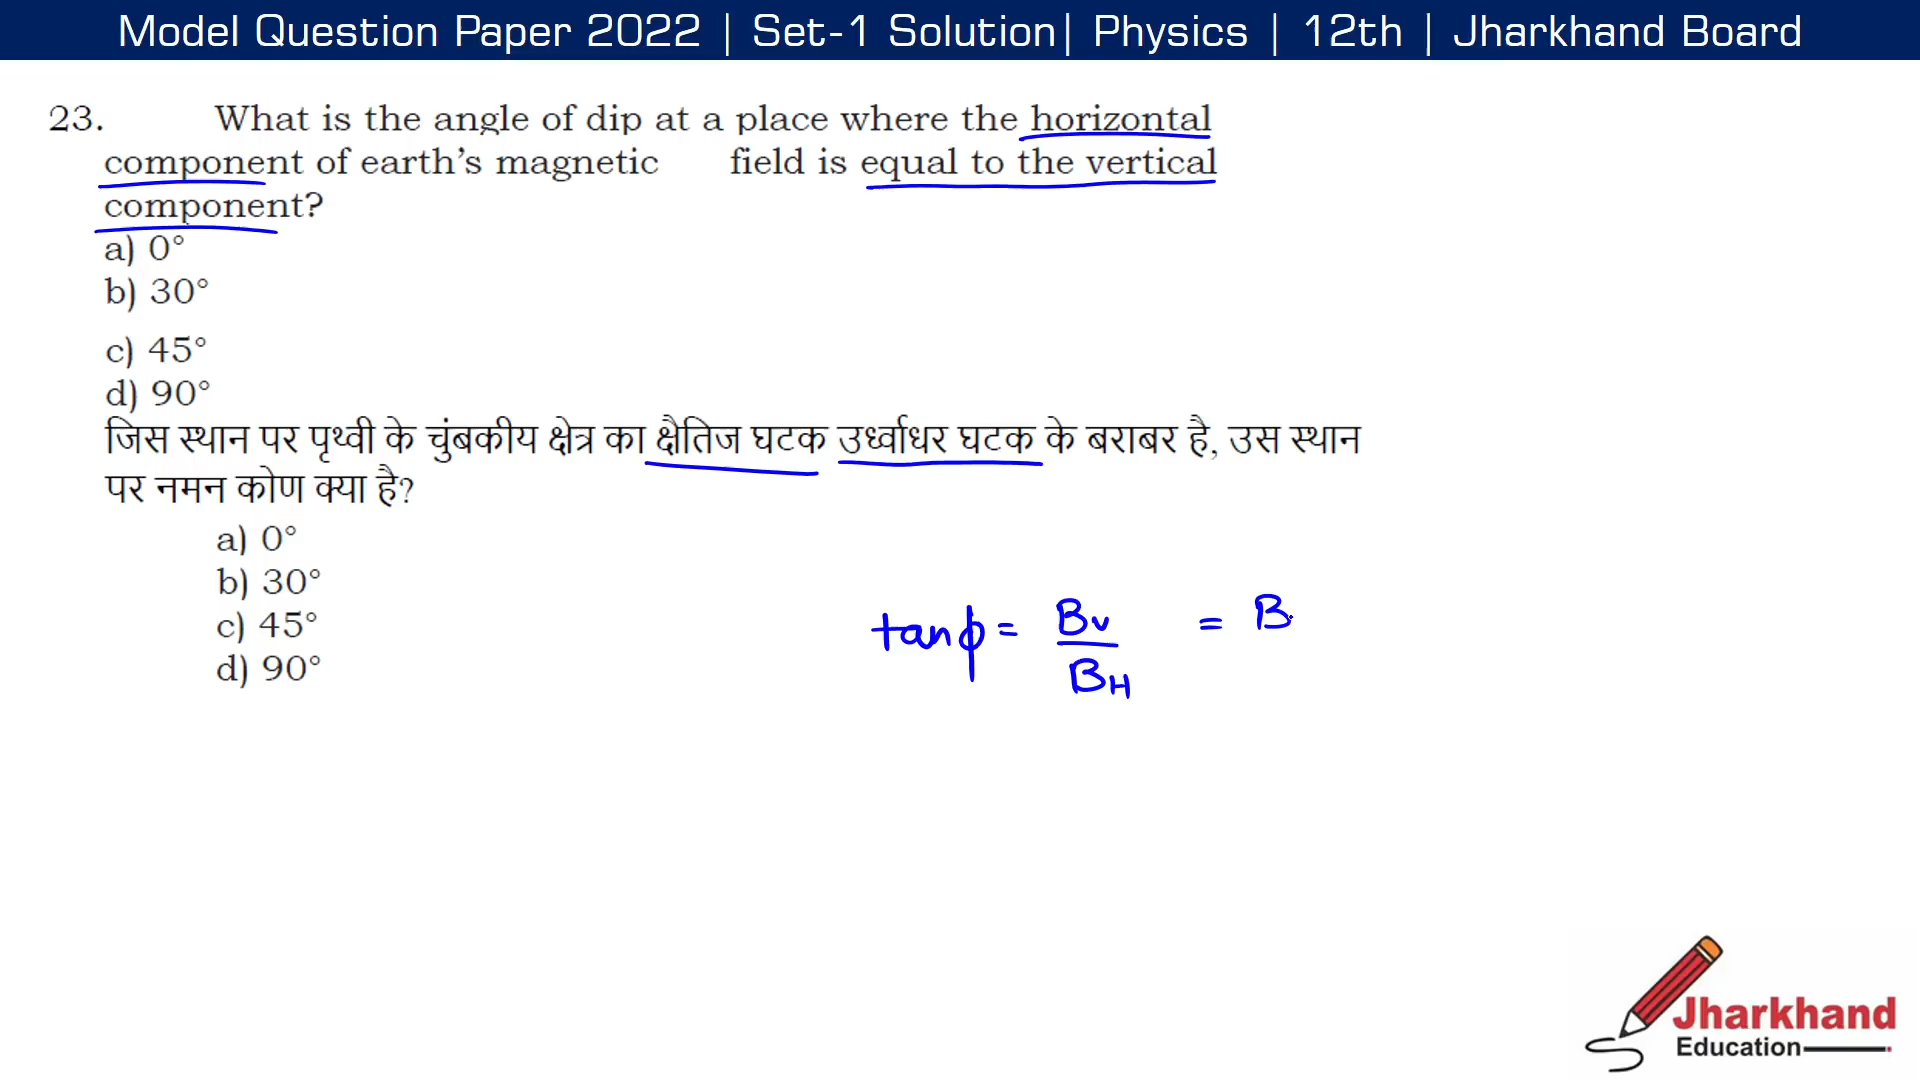 Model Question Paper 2022 | Set-1 Solution| Physics | 12th | Jharkhand Board
23. What is the angle of dip at a place where the horizontal
component of earth's magnetic field is equal to the vertical
component?
a) 0°
b) 30°
c) 45°
d) 90°
जिस स्थान पर पृथ्वी के चुंबकीय क्षेत्र का क्षैतिज घटक उर्ध्वाधर घटक के बराबर है, उस स्थान
पर नमन कोण क्या है?
a) 0°
b) 30°
c) 45°
d) 90°
tanϕ = Bv / BH = B
Jharkhand
Education